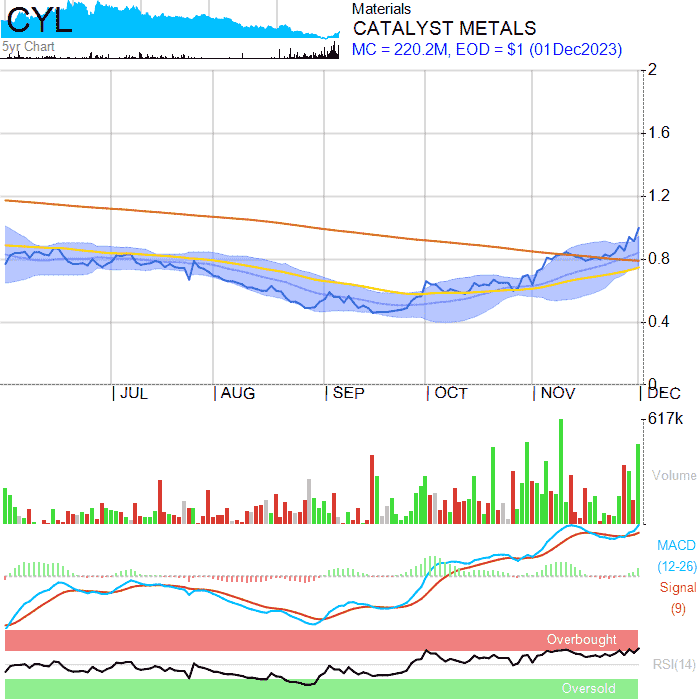 CYL
5yr Chart
Materials
CATALYST METALS
MC = 220.2M, EOD = $1 (01Dec2023)
2
1.6
1.2
0.8
0.4
0
JUL AUG SEP OCT NOV DEC
617k
Volume
MACD
(12-26)
Signal
(9)
Overbought
RSI(14)
Oversold